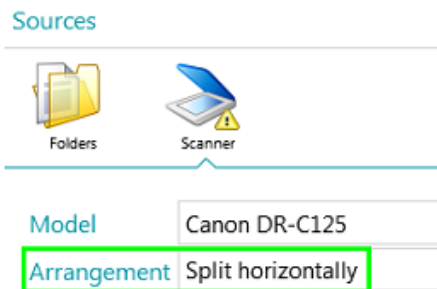 Sources
Folders Scanner
Model Canon DR-C125
Arrangement Split horizontally